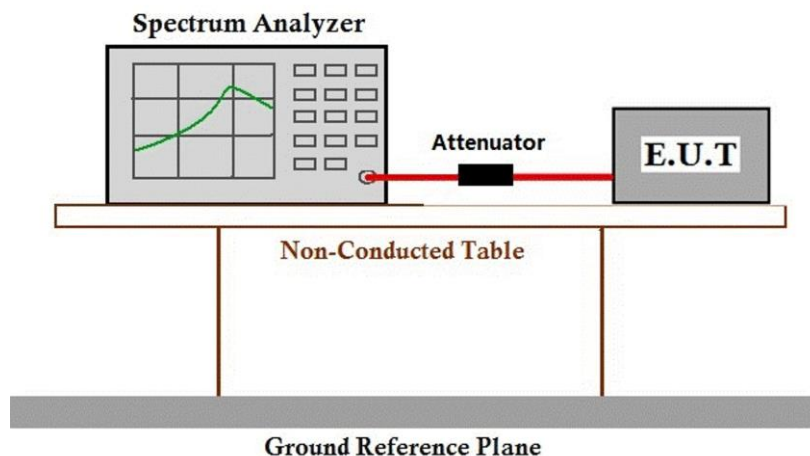 Spectrum Analyzer
Attenuator
E.U.T
Non-Conducted Table
Ground Reference Plane